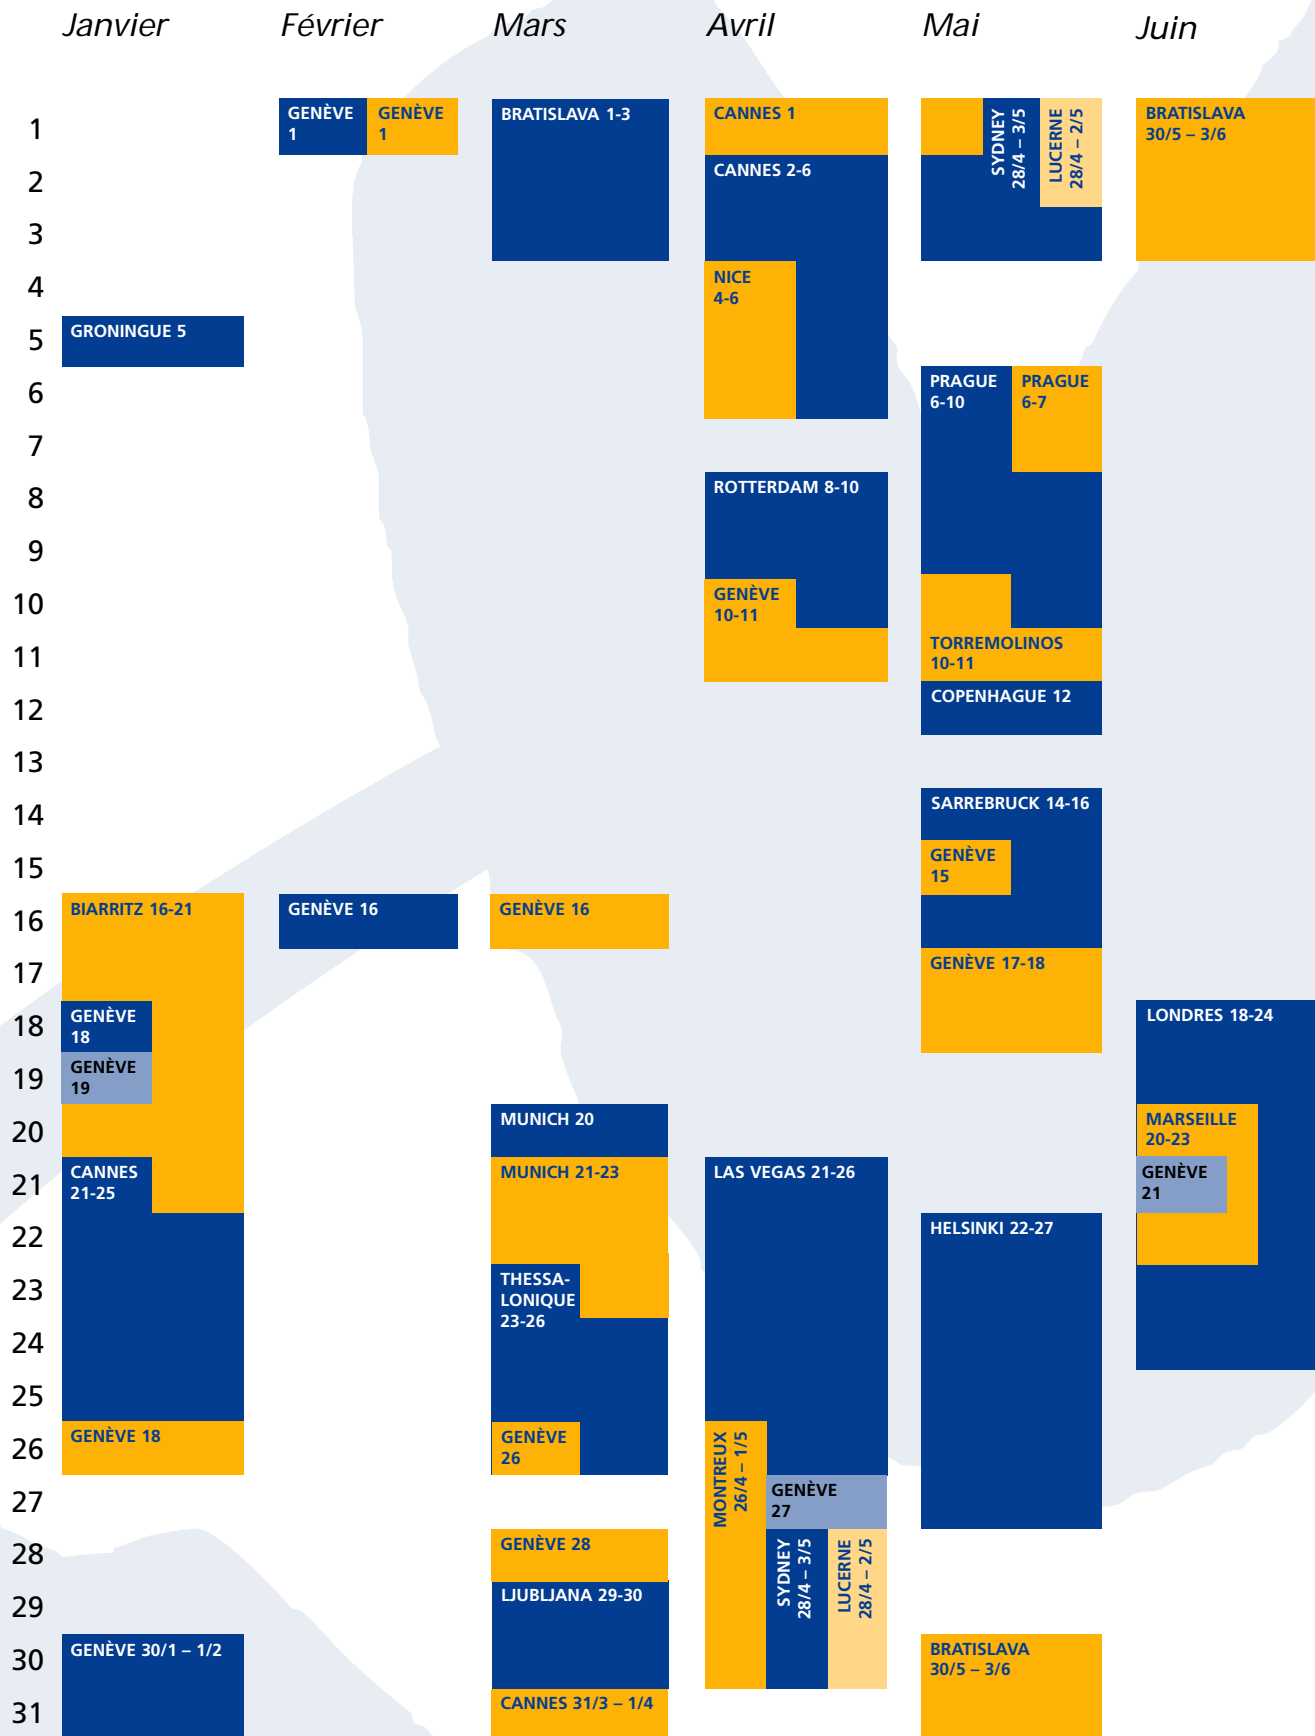 Janvier
Février
Mars
Avril
Mai
Juin
1
2
3
4
5
6
7
8
9
10
11
12
13
14
15
16
17
18
19
20
21
22
23
24
25
26
27
28
29
30
31
GRONINGUE 5
BIARRITZ 16-21
GENÈVE
18
GENÈVE
19
CANNES
21-25
GENÈVE 18
GENÈVE 30/1 – 1/2
GENÈVE
1
GENÈVE
1
GENÈVE 16
BRATISLAVA 1-3
GENÈVE 16
MUNICH 20
MUNICH 21-23
THESSA-
LONIQUE
23-26
GENÈVE
26
GENÈVE 28
LJUBLJANA 29-30
CANNES 31/3 – 1/4
CANNES 1
CANNES 2-6
NICE
4-6
ROTTERDAM 8-10
GENÈVE
10-11
LAS VEGAS 21-26
MONTREUX
26/4 – 1/5
GENÈVE
27
SYDNEY
28/4 – 3/5
LUCERNE
28/4 – 2/5
SYDNEY
28/4 – 3/5
LUCERNE
28/4 – 2/5
PRAGUE
6-10
PRAGUE
6-7
TORREMOLINOS
10-11
COPENHAGUE 12
SARREBRUCK 14-16
GENÈVE
15
GENÈVE 17-18
HELSINKI 22-27
BRATISLAVA
30/5 – 3/6
BRATISLAVA
30/5 – 3/6
LONDRES 18-24
MARSEILLE
20-23
GENÈVE
21